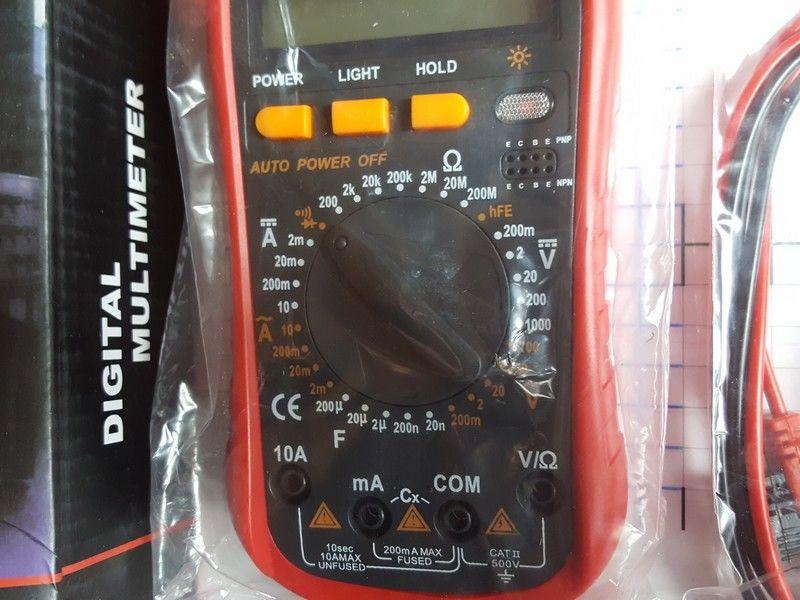 DIGITAL
MULTIMETER
POWER LIGHT HOLD
AUTO POWER OFF
E C B E PNP
E C B E NPN
Ω
200 2k 20k 200k 2M 20M 200M
hFE
A
2m
20m
200m
10
A
10
200m
20m
2m
V
200m
2
20
200
1000
20
2
200m
V
F
200µ 20µ 2µ 200n 20n
CE
10A mA Cx COM V/Ω
10sec
10AMAX
UNFUSED
200mA MAX
FUSED
CAT II
500V